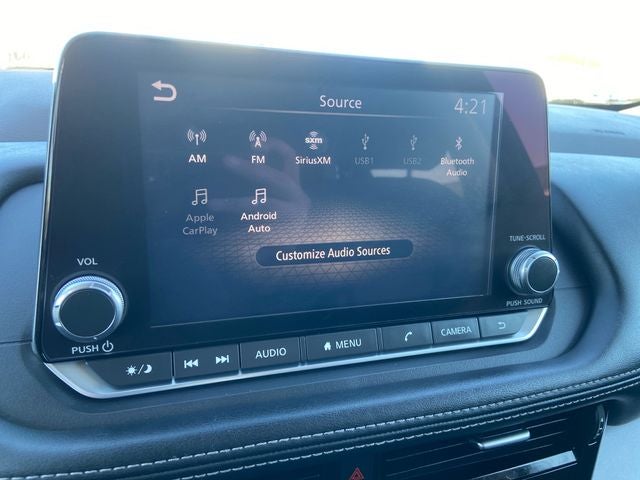 Source
4:21
AM
FM
sxm
SiriusXM
USB1
USB2
Bluetooth
Audio
Apple
CarPlay
Android
Auto
Customize Audio Sources
VOL
PUSH
TUNE·SCROLL
PUSH SOUND
AUDIO
MENU
CAMERA